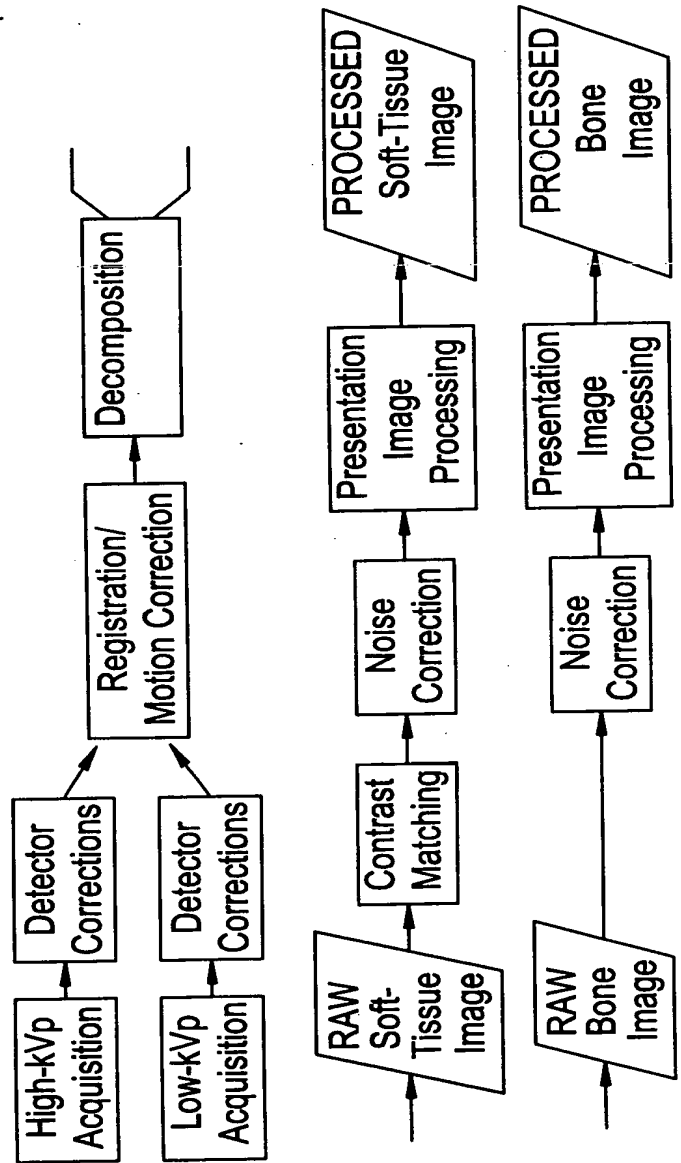 High-kVp
Acquisition
Detector
Corrections
Low-kVp
Acquisition
Detector
Corrections
Registration/
Motion Correction
Decomposition
RAW
Soft-
Tissue
Image
Contrast
Matching
Noise
Correction
Presentation
Image
Processing
PROCESSED
Soft-Tissue
Image
RAW
Bone
Image
Noise
Correction
Presentation
Image
Processing
PROCESSED
Bone
Image